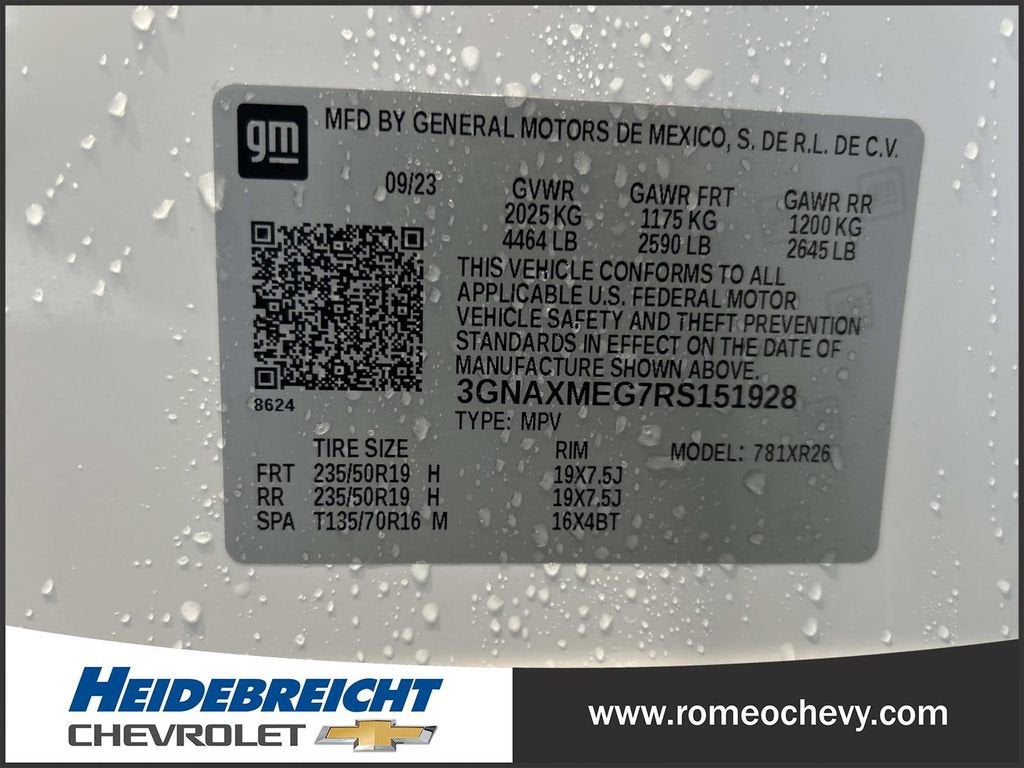 gm
MFD BY GENERAL MOTORS DE MEXICO, S. DE R.L. DE C.V.
09/23 GVWR GAWR FRT GAWR RR
2025 KG 1175 KG 1200 KG
4464 LB 2590 LB 2645 LB
THIS VEHICLE CONFORMS TO ALL
APPLICABLE U.S. FEDERAL MOTOR
VEHICLE SAFETY AND THEFT PREVENTION
STANDARDS IN EFFECT ON THE DATE OF
MANUFACTURE SHOWN ABOVE.
8624
3GNAXMEG7RS151928
TYPE: MPV
TIRE SIZE RIM MODEL: 781XR26
FRT 235/50R19 H 19X7.5J
RR 235/50R19 H 19X7.5J
SPA T135/70R16 M 16X4BT
HEIDEBREICHT
CHEVROLET
www.romeochevy.com